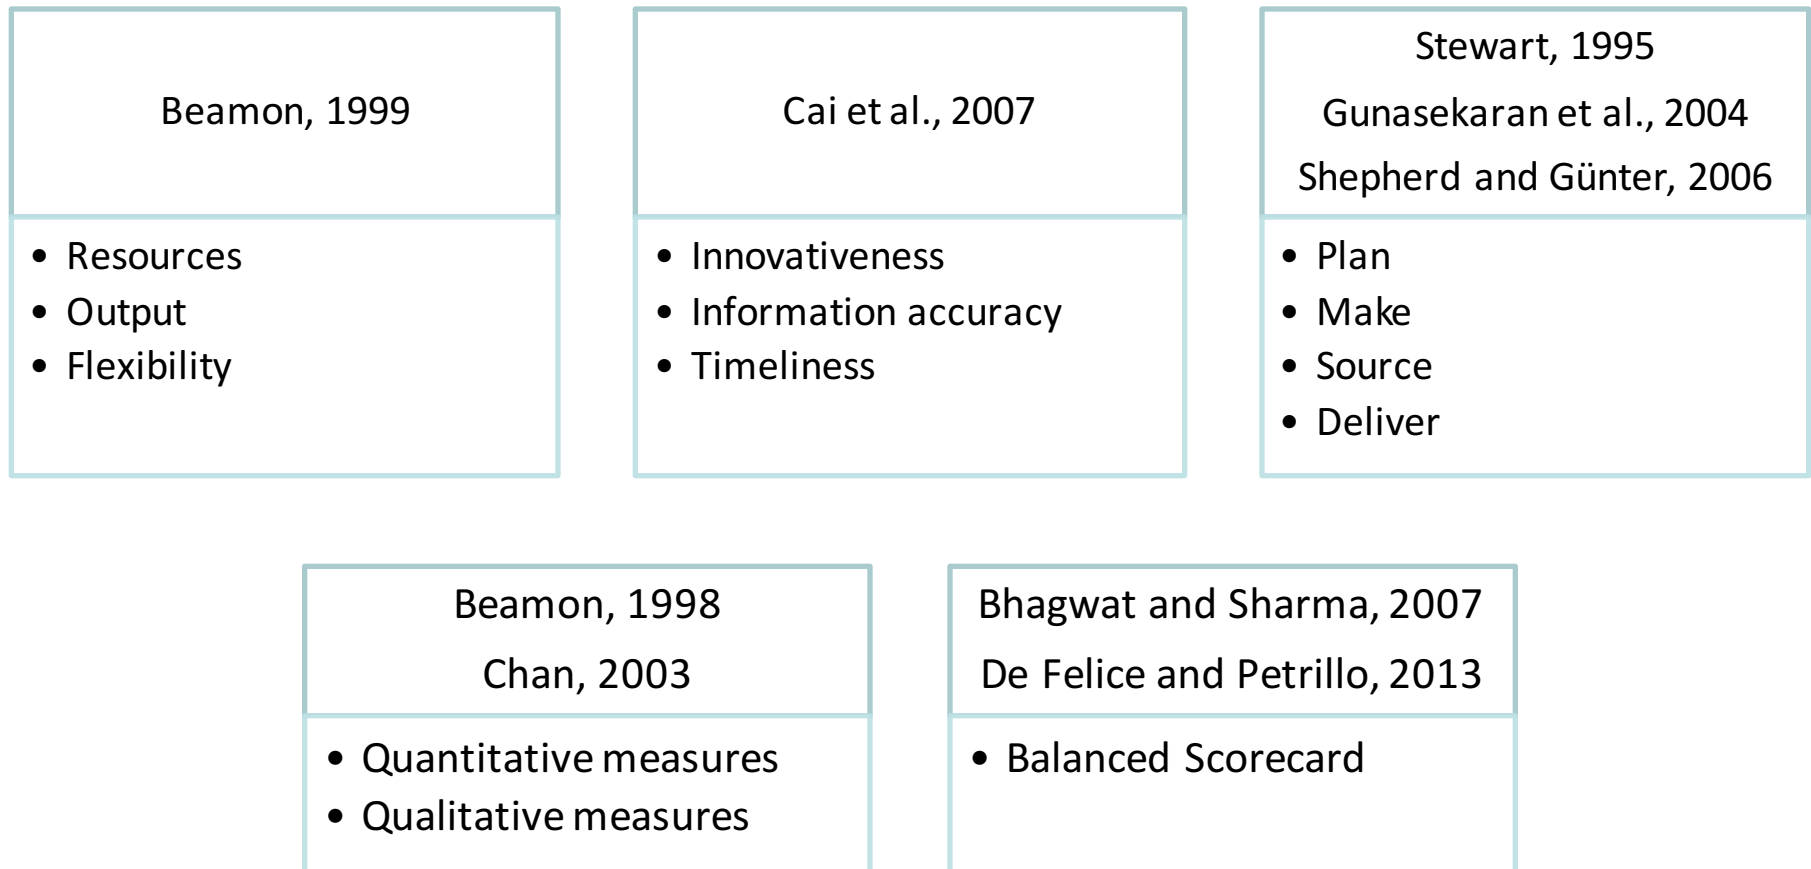 Beamon, 1999
• Resources
• Output
• Flexibility
Cai et al., 2007
• Innovativeness
• Information accuracy
• Timeliness
Stewart, 1995
Gunasekaran et al., 2004
Shepherd and Günter, 2006
• Plan
• Make
• Source
• Deliver
Beamon, 1998
Chan, 2003
• Quantitative measures
• Qualitative measures
Bhagwat and Sharma, 2007
De Felice and Petrillo, 2013
• Balanced Scorecard